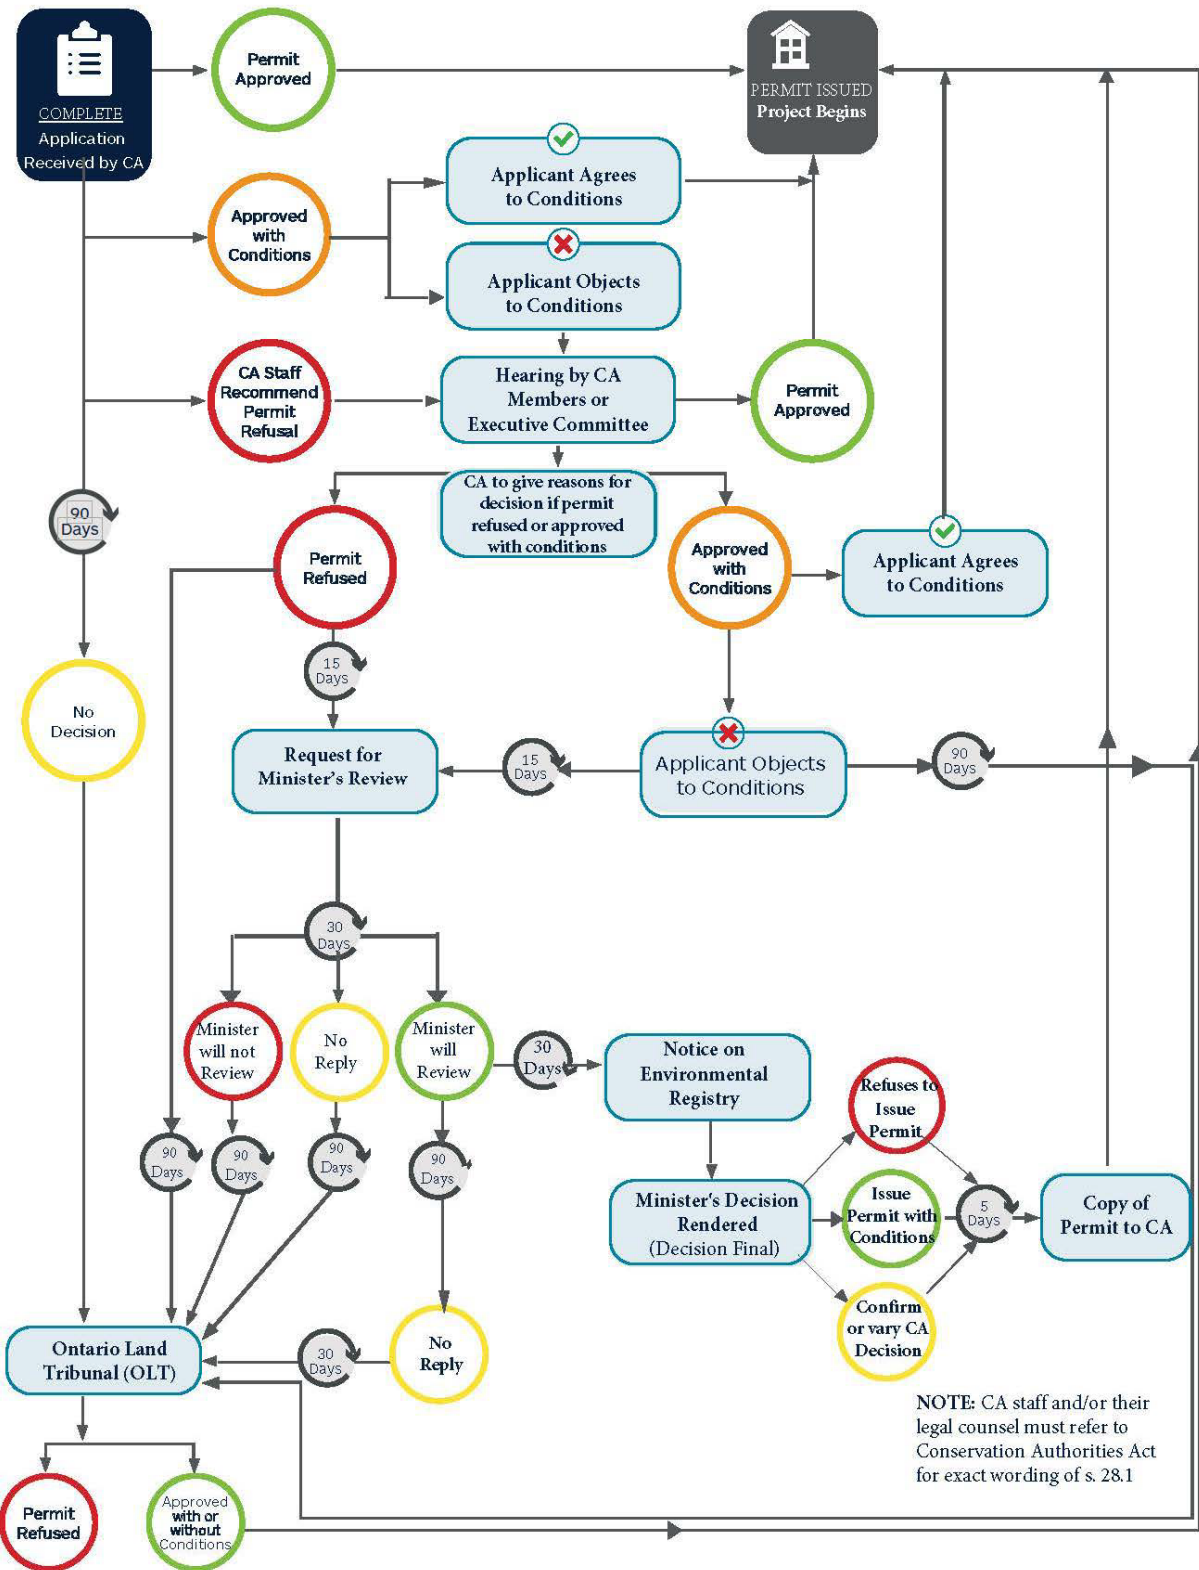 COMPLETE
Application
Received by CA
Permit
Approved
PERMIT ISSUED
Project Begins
Applicant Agrees
to Conditions
Approved
with
Conditions
Applicant Objects
to Conditions
CA Staff
Recommend
Permit
Refusal
Hearing by CA
Members or
Executive Committee
Permit
Approved
CA to give reasons for
decision if permit
refused or approved
with conditions
90
Days
Permit
Refused
Approved
with
Conditions
Applicant Agrees
to Conditions
15
Days
No
Decision
Request for
Minister's Review
15
Days
Applicant Objects
to Conditions
90
Days
30
Days
Minister
will not
Review
No
Reply
Minister
will
Review
30
Days
Notice on
Environmental
Registry
Refuses to
Issue
Permit
90
Days
90
Days
90
Days
90
Days
Minister's Decision
Rendered
(Decision Final)
Issue
Permit with
Conditions
5
Days
Copy of
Permit to CA
Confirm
or vary CA
Decision
Ontario Land
Tribunal (OLT)
30
Days
No
Reply
NOTE: CA staff and/or their
legal counsel must refer to
Conservation Authorities Act
for exact wording of s. 28.1
Permit
Refused
Approved
with or
without
Conditions